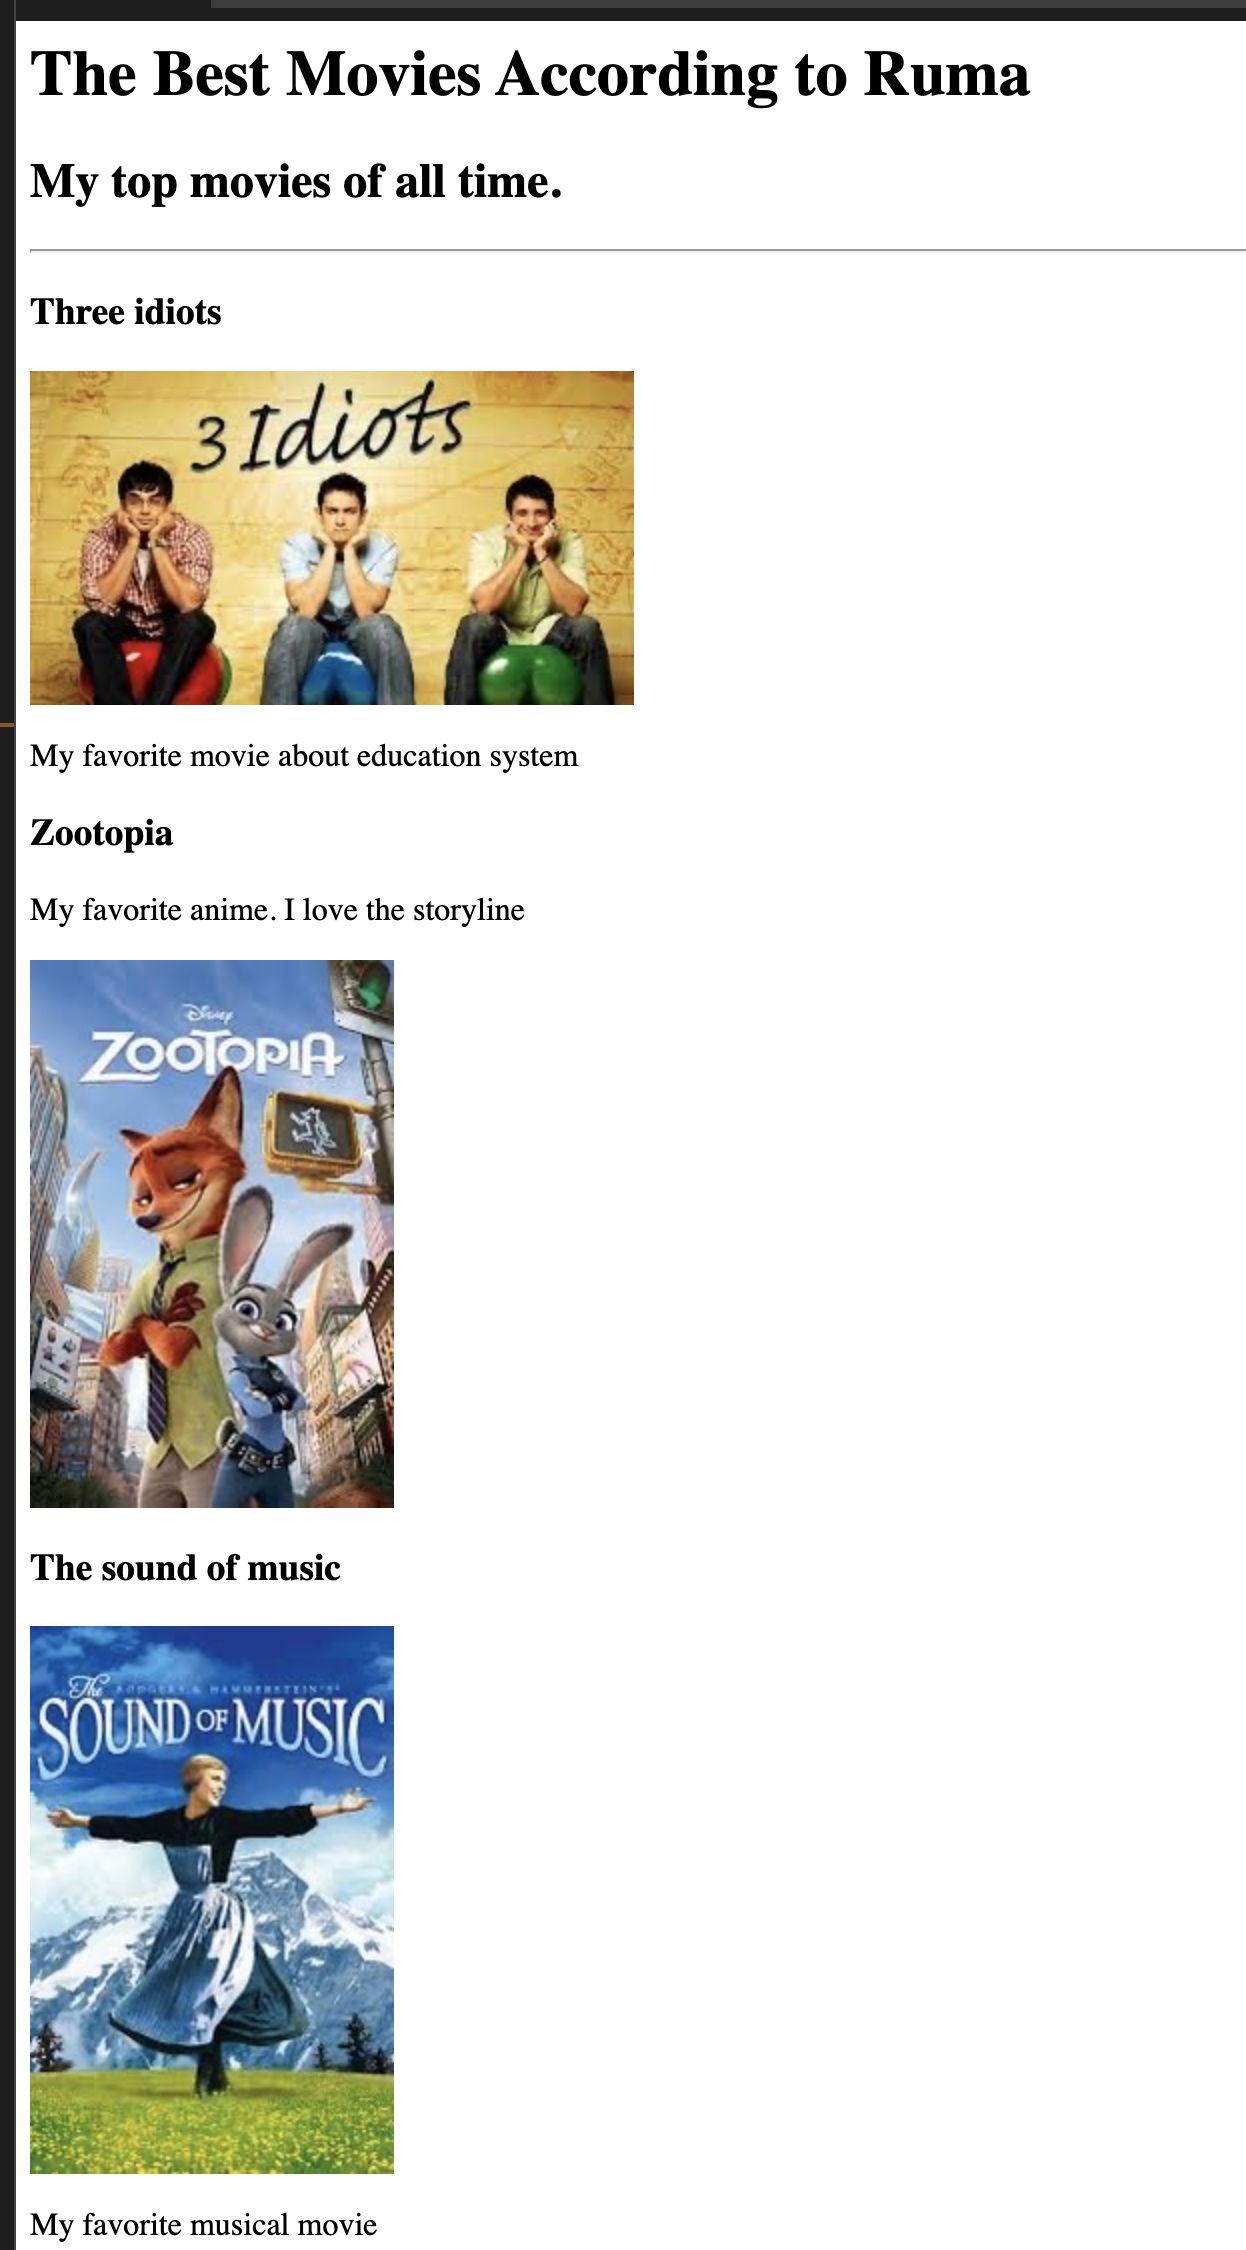 The Best Movies According to Ruma
My top movies of all time.
Three idiots
3 Idiots
My favorite movie about education system
Zootopia
My favorite anime. I love the storyline
Disney
ZOOTOPIA
The sound of music
RODGERS & HAMMERSTEIN'S
The
SOUND OF MUSIC
My favorite musical movie